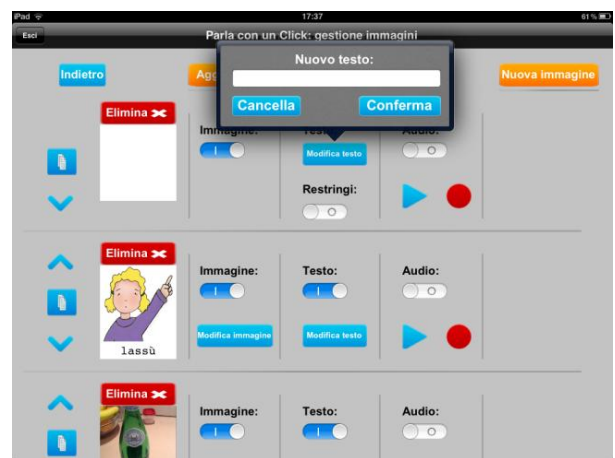 iPad 17:37 61%
Esci Parla con un Click: gestione immagini
Indietro Nuova immagine
Nuovo testo:
Cancella Conferma
Elimina
Immagine:
Modifica testo
Restringi:
Elimina
Immagine: Testo: Audio:
Modifica immagine Modifica testo
lassù
Elimina
Immagine: Testo: Audio: